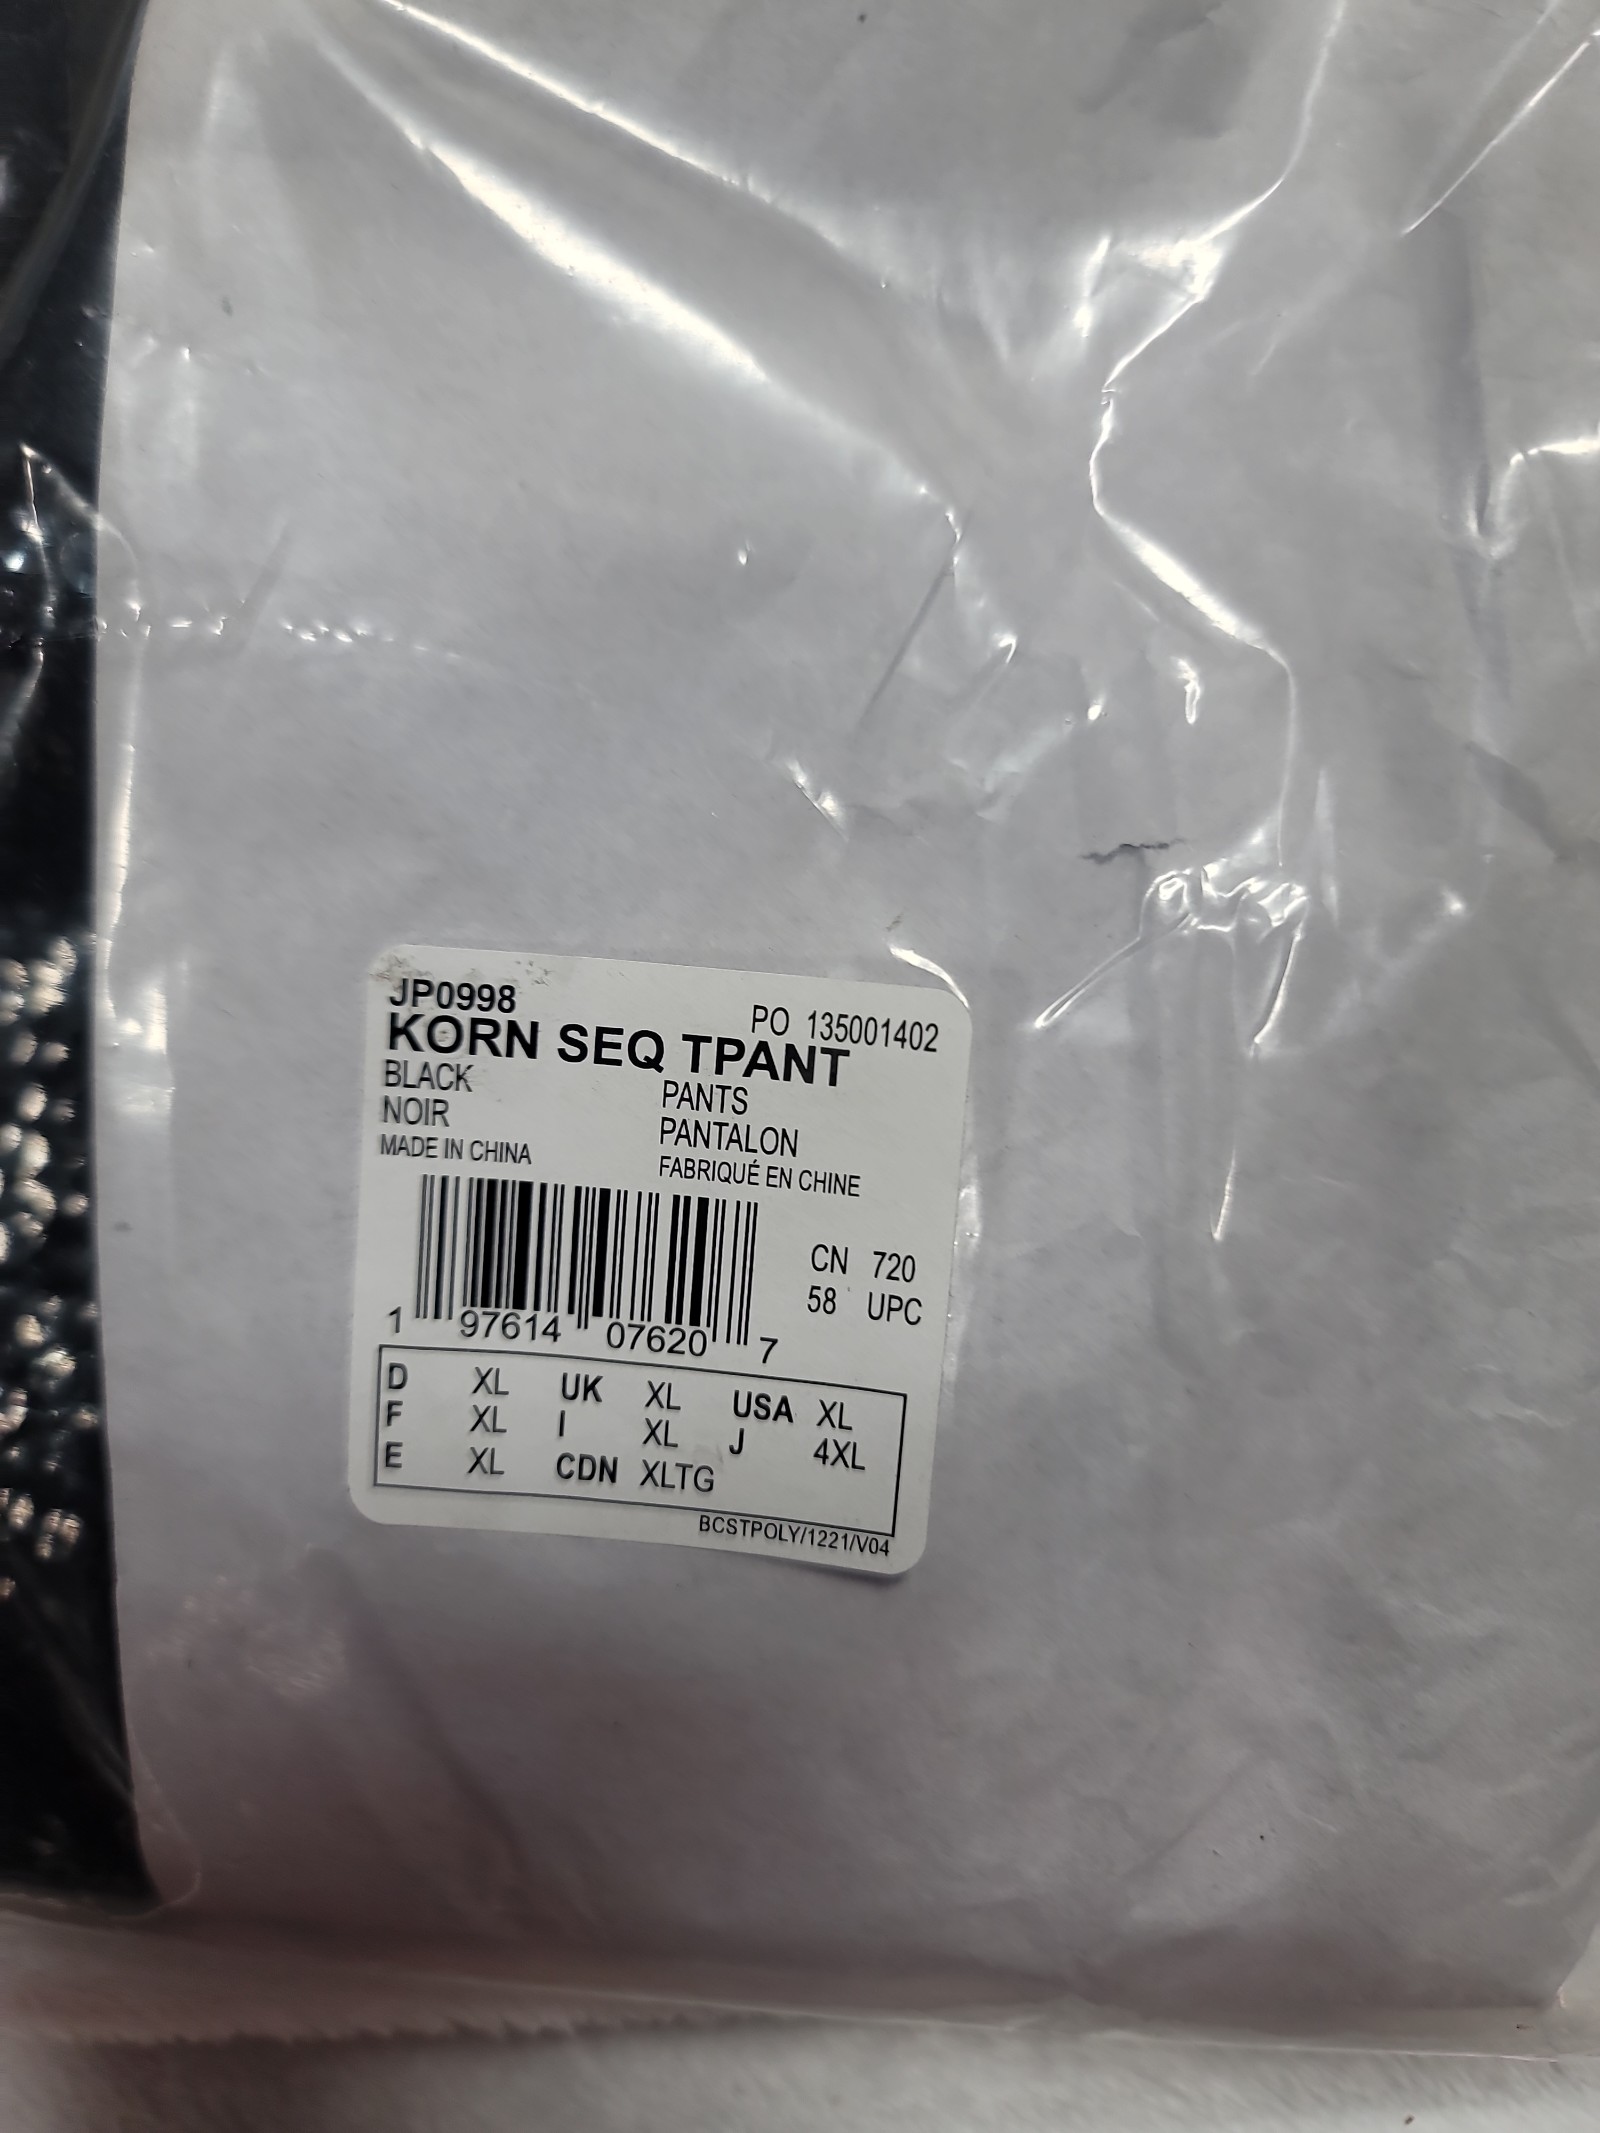 JP0998 PO 135001402
KORN SEQ TPANT
BLACK PANTS
NOIR PANTALON
MADE IN CHINA FABRIQUÉ EN CHINE
CN 720
58 UPC
1 97614 07620 7
D XL UK XL USA XL
F XL I XL J 4XL
E XL CDN XLTG
BCSTPOLY/1221/V04